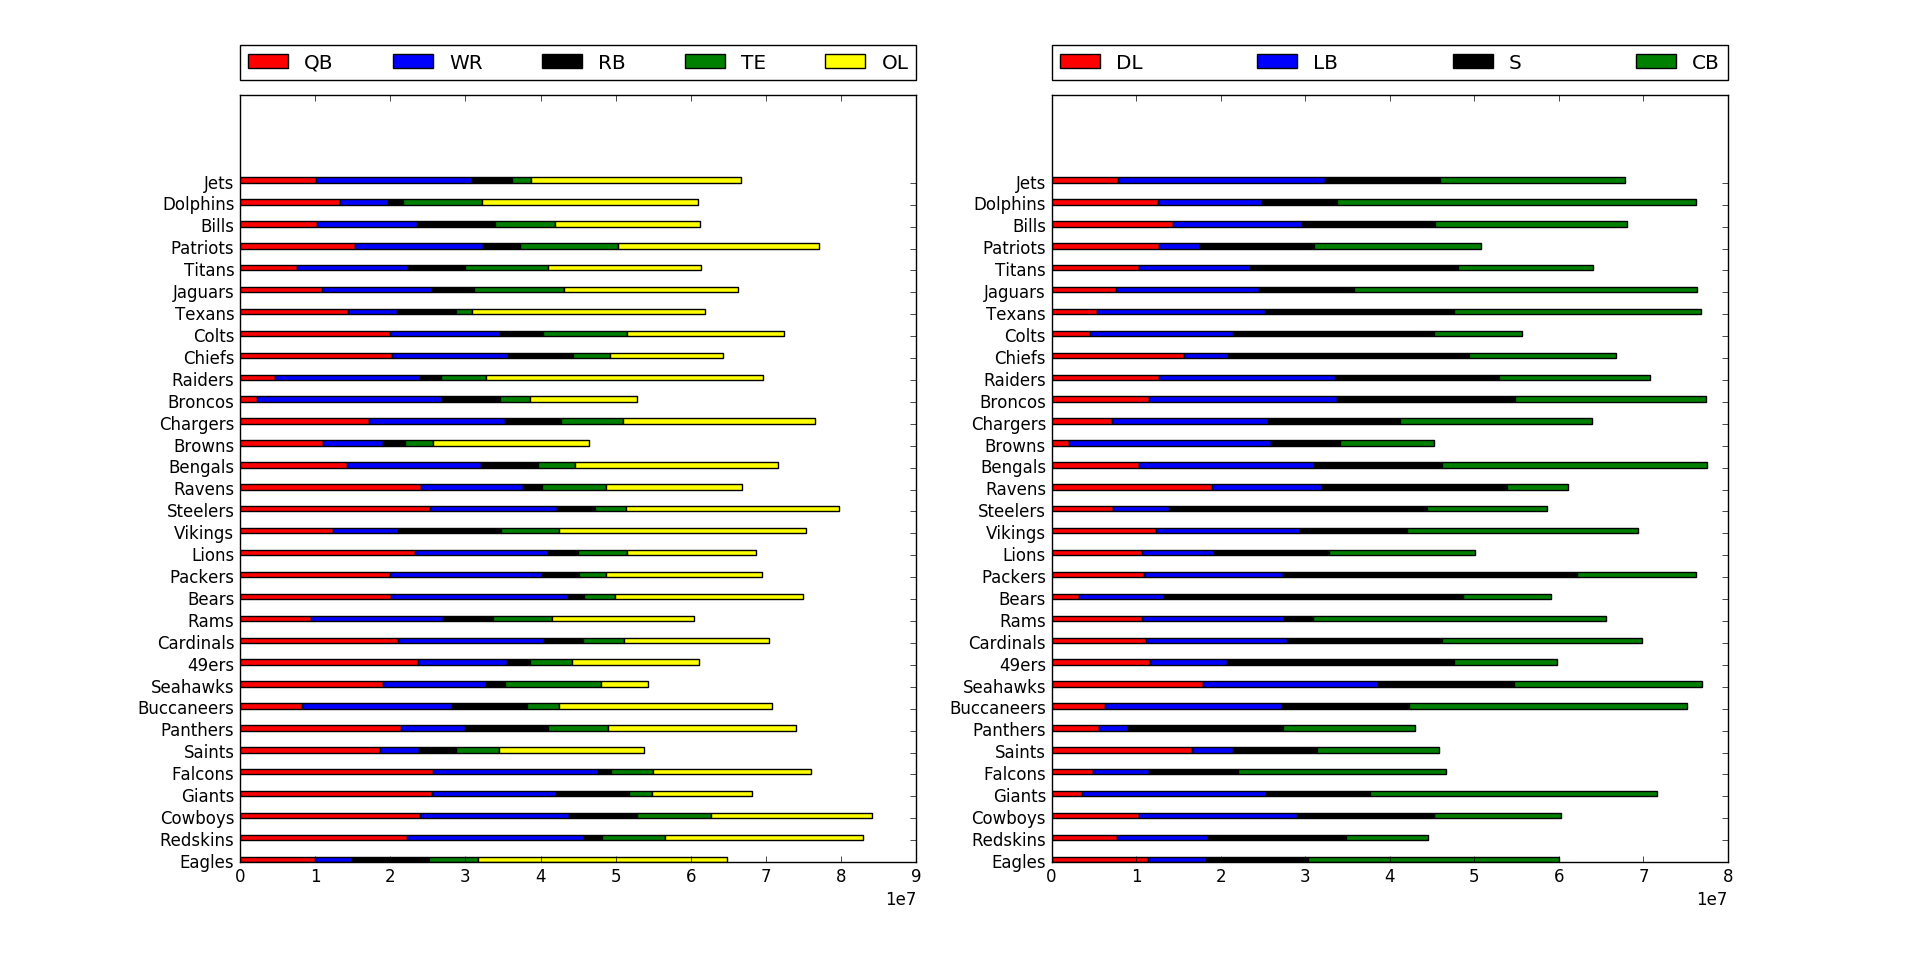 QB WR RB TE OL
Jets
Dolphins
Bills
Patriots
Titans
Jaguars
Texans
Colts
Chiefs
Raiders
Broncos
Chargers
Browns
Bengals
Ravens
Steelers
Vikings
Lions
Packers
Bears
Rams
Cardinals
49ers
Seahawks
Buccaneers
Panthers
Saints
Falcons
Giants
Cowboys
Redskins
Eagles
0 1 2 3 4 5 6 7 8 9
1e7
DL LB S CB
Jets
Dolphins
Bills
Patriots
Titans
Jaguars
Texans
Colts
Chiefs
Raiders
Broncos
Chargers
Browns
Bengals
Ravens
Steelers
Vikings
Lions
Packers
Bears
Rams
Cardinals
49ers
Seahawks
Buccaneers
Panthers
Saints
Falcons
Giants
Cowboys
Redskins
Eagles
0 1 2 3 4 5 6 7 8
1e7